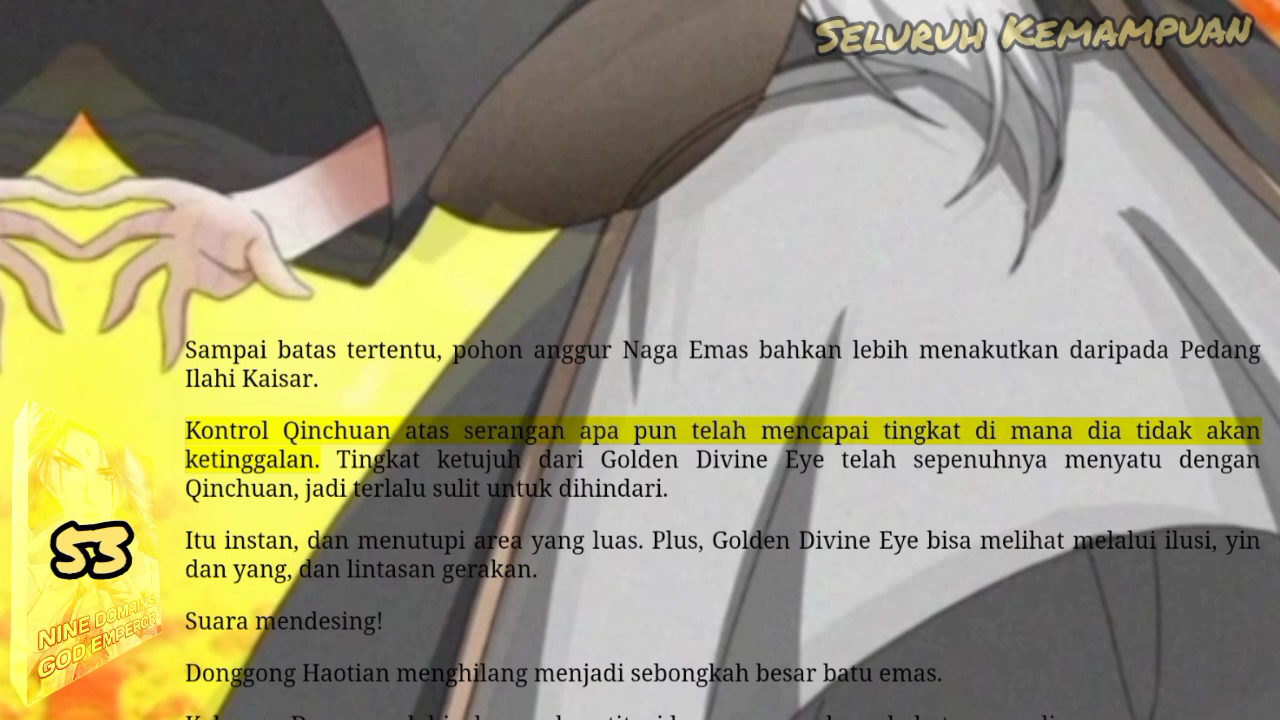 Seluruh Kemampuan
Sampai batas tertentu, pohon anggur Naga Emas bahkan lebih menakutkan daripada Pedang
Ilahi Kaisar.
Kontrol Qinchuan atas serangan apa pun telah mencapai tingkat di mana dia tidak akan
ketinggalan. Tingkat ketujuh dari Golden Divine Eye telah sepenuhnya menyatu dengan
Qinchuan, jadi terlalu sulit untuk dihindari.
Itu instan, dan menutupi area yang luas. Plus, Golden Divine Eye bisa melihat melalui ilusi, yin
dan yang, dan lintasan gerakan.
Suara mendesing!
Donggong Haotian menghilang menjadi sebongkah besar batu emas.
53
NINE DOMAINS
GOD EMPEROR